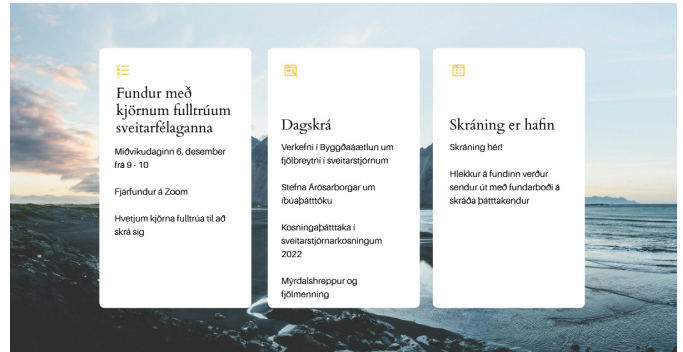 Fundur með
kjörnum fulltrúum
sveitarfélaganna
Miðvikudaginn 6. desember
frá 9 - 10
Fjarfundur á Zoom
Hvetjum kjörna fulltrúa til að
skrá sig
Dagskrá
Verkefni í Byggðaáætlun um
fjölbreytni í sveitarstjórnum
Stefna Árósarborgar um
íbúaþátttöku
Kosningaþátttaka í
sveitarstjórnarkosningum
2022
Mýrdalshreppur og
fjölmenning
Skráning er hafin
Skráning hér!
Hlekkur á fundinn verður
sendur út með fundarboði á
skráða þátttakendur